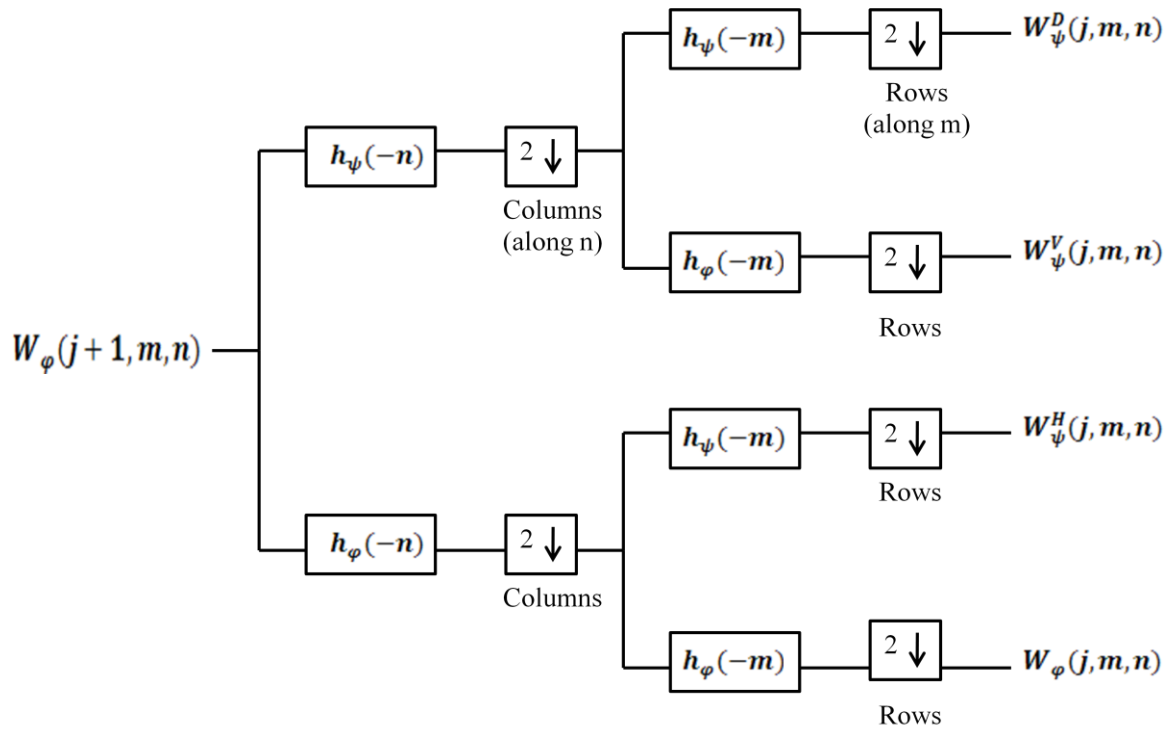 h_ψ(−m)
2 ↓
W_ψ^D(j, m, n)
Rows
(along m)
h_ψ(−n)
2 ↓
Columns
(along n)
h_φ(−m)
2 ↓
W_ψ^V(j, m, n)
Rows
W_φ(j + 1, m, n)
h_ψ(−m)
2 ↓
W_ψ^H(j, m, n)
Rows
h_φ(−n)
2 ↓
Columns
h_φ(−m)
2 ↓
W_φ(j, m, n)
Rows